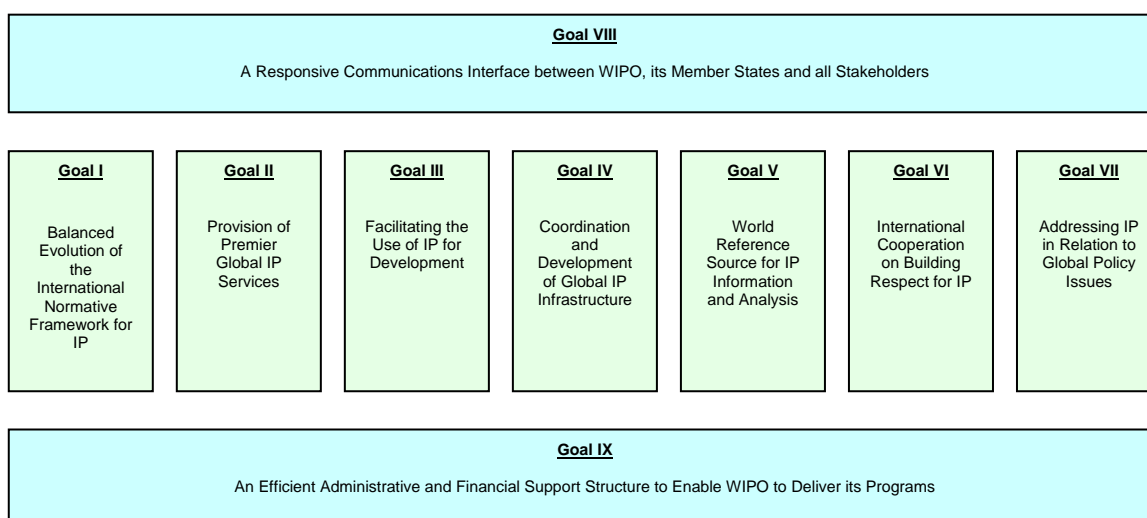 Goal VIII
A Responsive Communications Interface between WIPO, its Member States and all Stakeholders
Goal I
Balanced
Evolution of
the
International
Normative
Framework for
IP
Goal II
Provision of
Premier
Global IP
Services
Goal III
Facilitating the
Use of IP for
Development
Goal IV
Coordination
and
Development
of Global IP
Infrastructure
Goal V
World
Reference
Source for IP
Information
and Analysis
Goal VI
International
Cooperation
on Building
Respect for IP
Goal VII
Addressing IP
in Relation to
Global Policy
Issues
Goal IX
An Efficient Administrative and Financial Support Structure to Enable WIPO to Deliver its Programs